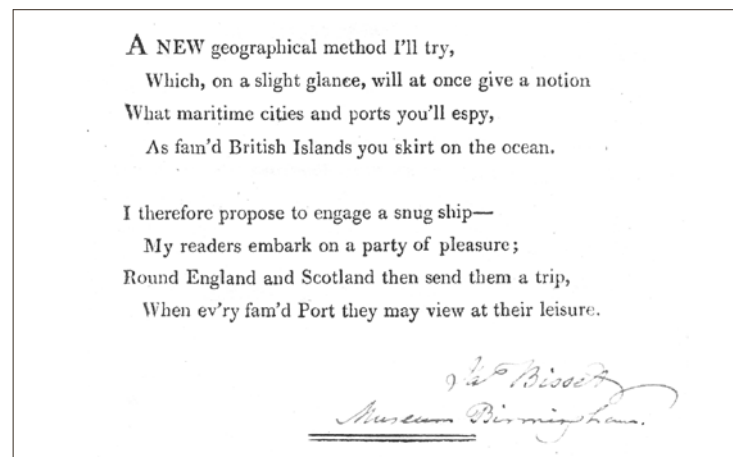 A NEW geographical method I'll try,
Which, on a slight glance, will at once give a notion
What maritime cities and ports you'll espy,
As fam'd British Islands you skirt on the ocean.
I therefore propose to engage a snug ship—
My readers embark on a party of pleasure;
Round England and Scotland then send them a trip,
When ev'ry fam'd Port they may view at their leisure.
Jas Bisset
Museum Birmingham.